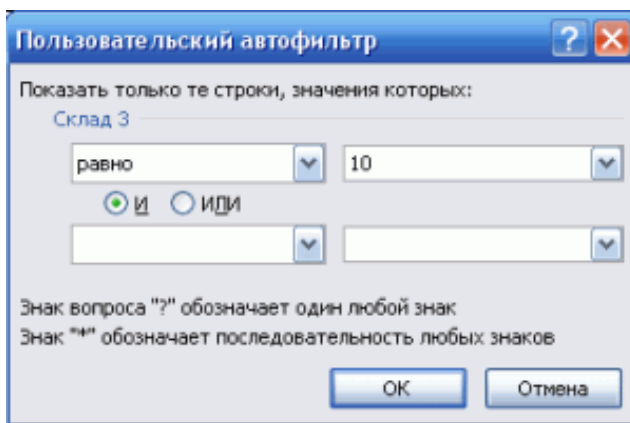 Пользовательский автофильтр
Показать только те строки, значения которых:
Склад 3
равно 10
И ИЛИ
Знак вопроса "?" обозначает один любой знак
Знак "*" обозначает последовательность любых знаков
ОК Отмена